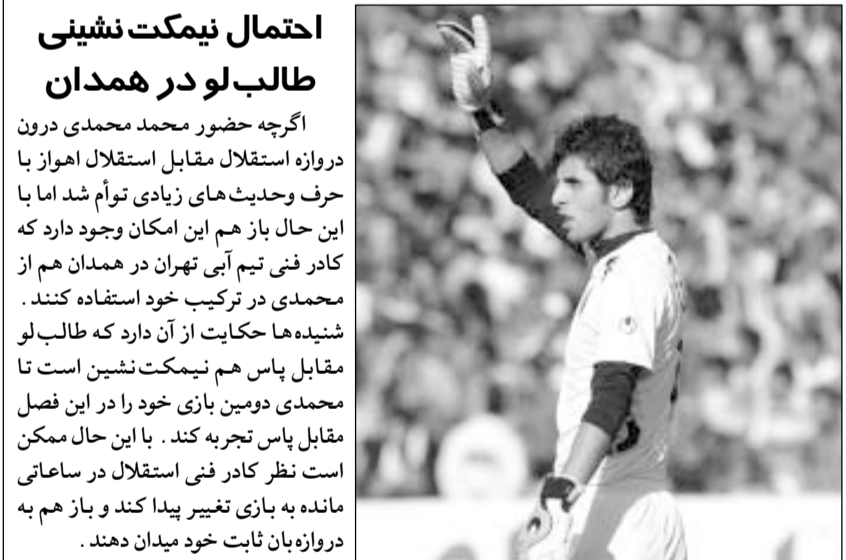 احتمال نیمکت‌نشینی
طالب‌لو در همدان
اگرچه حضور محمد محمدی درون
دروازه استقلال مقابل استقلال اهواز با
حرف وحدیث‌های زیادی توأم شد اما با
این حال باز هم این امکان وجود دارد که
کادر فنی تیم آبی تهران در همدان هم از
محمدی در ترکیب خود استفاده کنند.
شنیده‌ها حکایت از آن دارد که طالب‌لو
مقابل پاس هم نیمکت‌نشین است تا
محمدی دومین بازی خود را در این فصل
مقابل پاس تجربه کند. با این حال ممکن
است نظر کادر فنی استقلال در ساعاتی
مانده به بازی تغییر پیدا کند و باز هم به
دروازه‌بان ثابت خود میدان دهند.